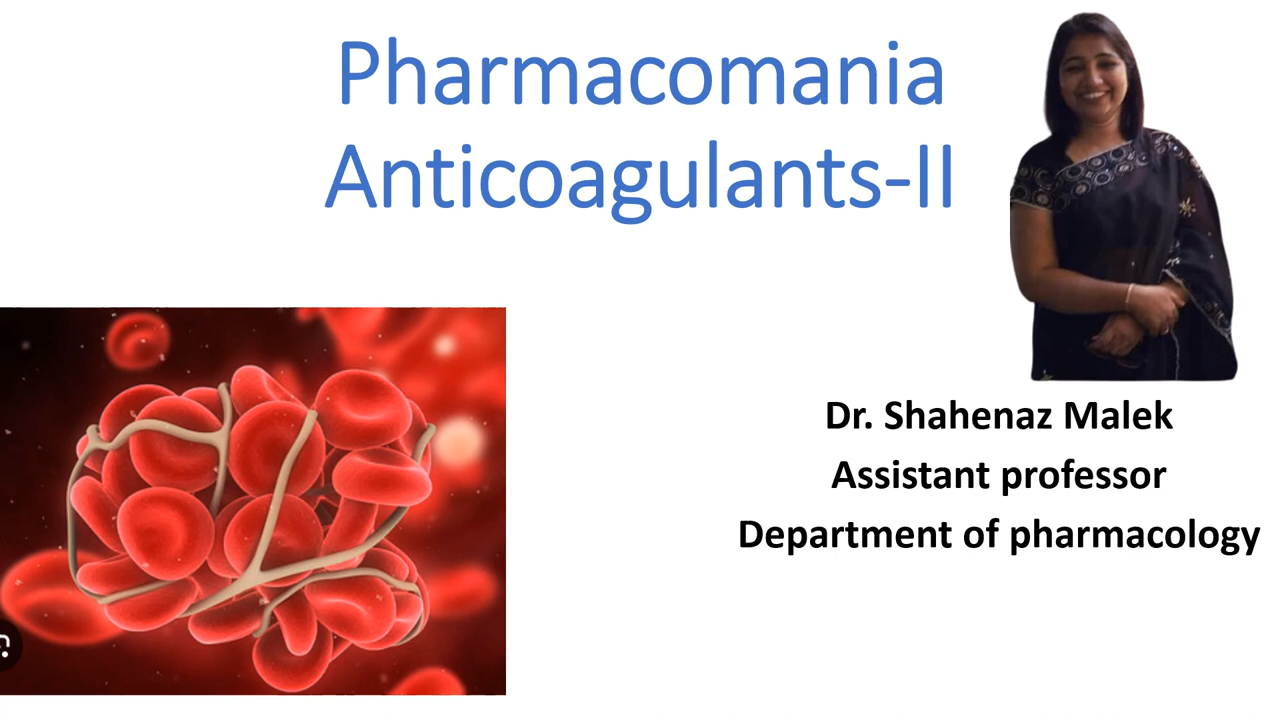 Pharmacomania
Anticoagulants-II
Dr. Shahenaz Malek
Assistant professor
Department of pharmacology